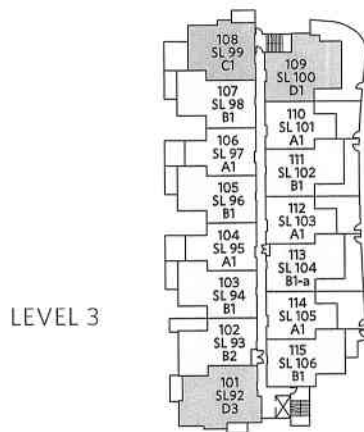 108
SL 99
C1
109
SL 100
D1
107
SL 98
B1
110
SL 101
A1
106
SL 97
A1
111
SL 102
B1
105
SL 96
B1
112
SL 103
A1
104
SL 95
A1
113
SL 104
B1-a
103
SL 94
B1
114
SL 105
A1
LEVEL 3
102
SL 93
B2
115
SL 106
B1
101
SL92
D3